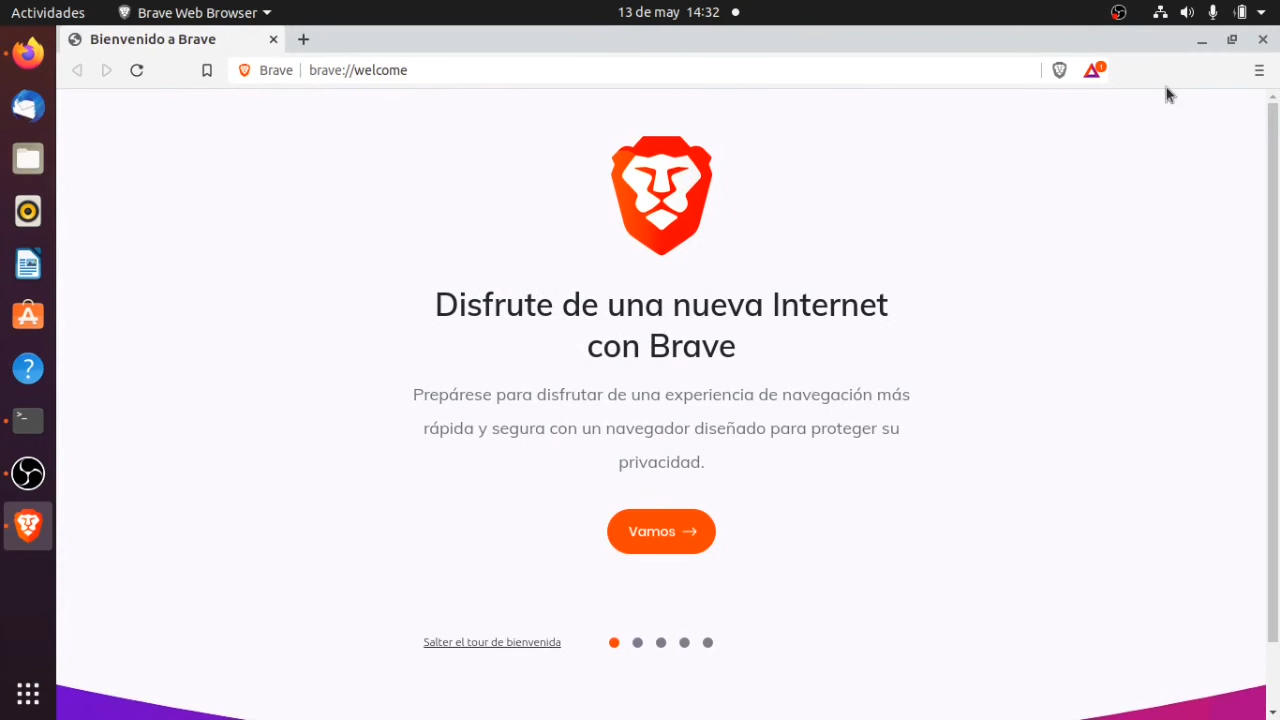 Actividades Brave Web Browser 13 de may 14:32
Bienvenido a Brave
Brave brave://welcome 1
Disfrute de una nueva Internet
con Brave
Prepárese para disfrutar de una experiencia de navegación más
rápida y segura con un navegador diseñado para proteger su
privacidad.
Vamos →
Salter el tour de bienvenida